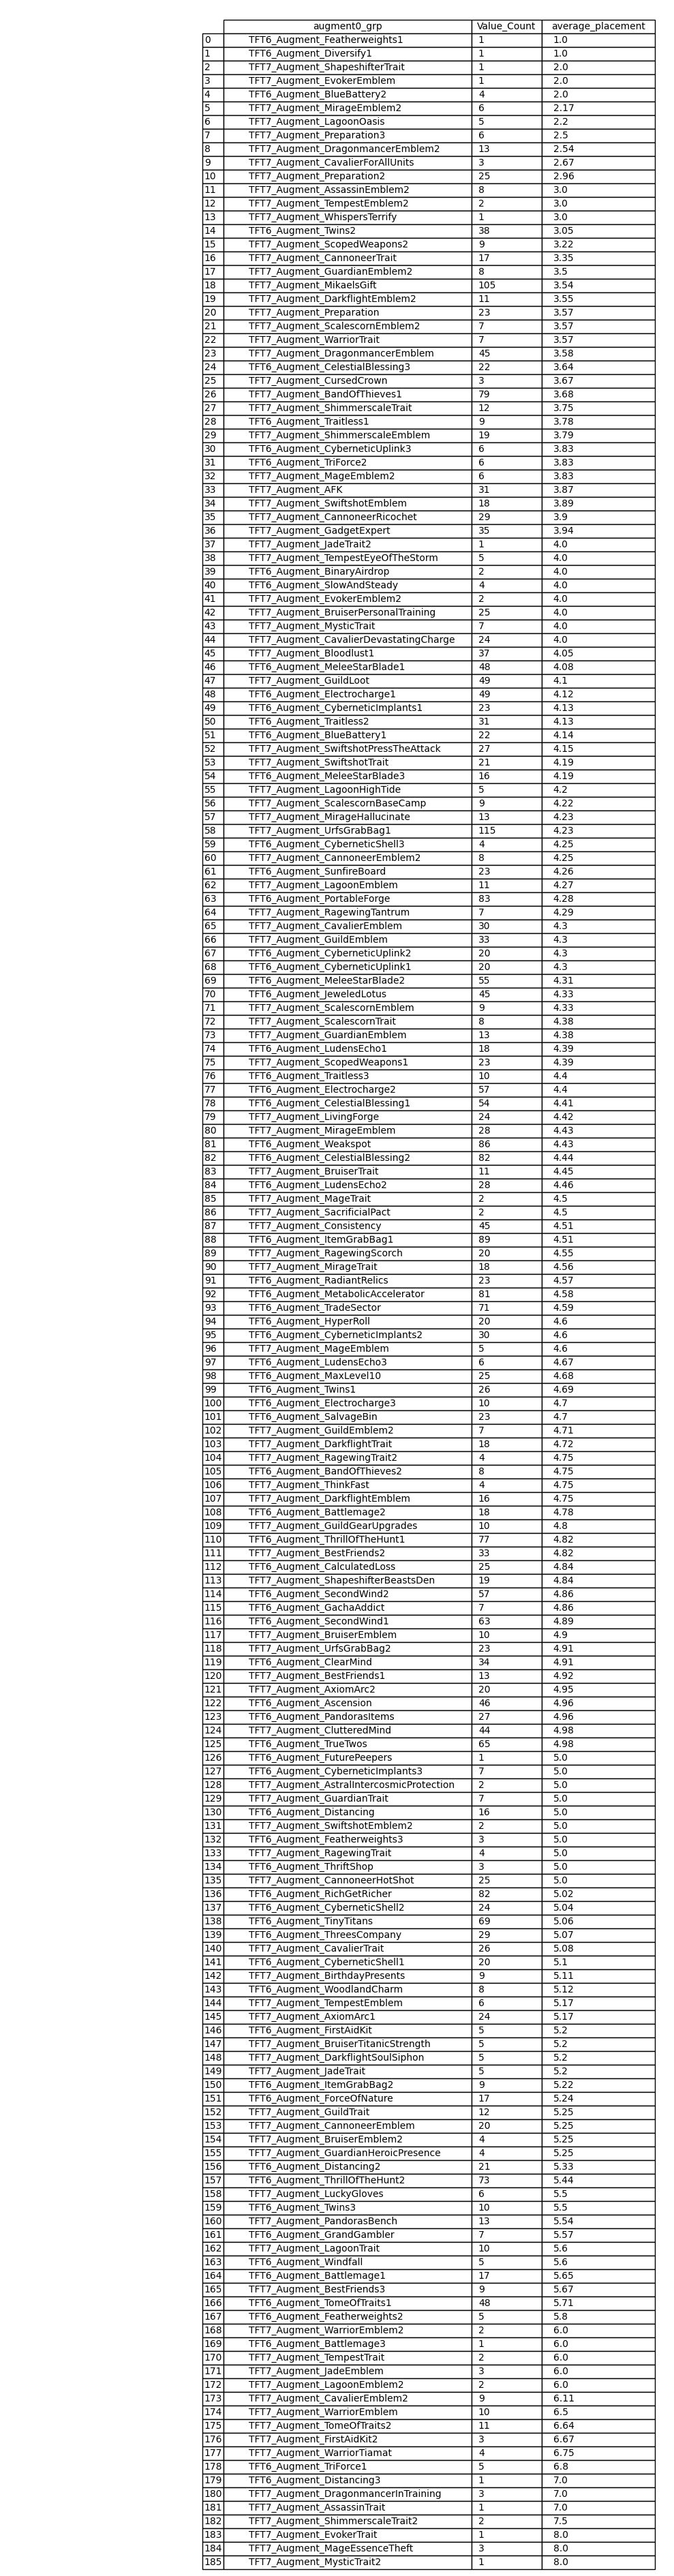 augment0_grp Value_Count average_placement
0 TFT6_Augment_Featherweights1 1 1.0
1 TFT6_Augment_Diversify1 1 1.0
2 TFT7_Augment_ShapeshifterTrait 1 2.0
3 TFT7_Augment_EvokerEmblem 1 2.0
4 TFT6_Augment_BlueBattery2 4 2.0
5 TFT7_Augment_MirageEmblem2 6 2.17
6 TFT7_Augment_LagoonOasis 5 2.2
7 TFT7_Augment_Preparation3 6 2.5
8 TFT7_Augment_DragonmancerEmblem2 13 2.54
9 TFT7_Augment_CavalierForAllUnits 3 2.67
10 TFT7_Augment_Preparation2 25 2.96
11 TFT7_Augment_AssassinEmblem2 8 3.0
12 TFT7_Augment_TempestEmblem2 2 3.0
13 TFT7_Augment_WhispersTerrify 1 3.0
14 TFT6_Augment_Twins2 38 3.05
15 TFT7_Augment_ScopedWeapons2 9 3.22
16 TFT7_Augment_CannoneerTrait 17 3.35
17 TFT7_Augment_GuardianEmblem2 8 3.5
18 TFT7_Augment_MikaelsGift 105 3.54
19 TFT7_Augment_DarkflightEmblem2 11 3.55
20 TFT7_Augment_Preparation 23 3.57
21 TFT7_Augment_ScalescornEmblem2 7 3.57
22 TFT7_Augment_WarriorTrait 7 3.57
23 TFT7_Augment_DragonmancerEmblem 45 3.58
24 TFT6_Augment_CelestialBlessing3 22 3.64
25 TFT7_Augment_CursedCrown 3 3.67
26 TFT7_Augment_BandOfThieves1 79 3.68
27 TFT7_Augment_ShimmerscaleTrait 12 3.75
28 TFT6_Augment_Traitless1 9 3.78
29 TFT7_Augment_ShimmerscaleEmblem 19 3.79
30 TFT6_Augment_CyberneticUplink3 6 3.83
31 TFT6_Augment_TriForce2 6 3.83
32 TFT7_Augment_MageEmblem2 6 3.83
33 TFT7_Augment_AFK 31 3.87
34 TFT7_Augment_SwiftshotEmblem 18 3.89
35 TFT7_Augment_CannoneerRicochet 29 3.9
36 TFT7_Augment_GadgetExpert 35 3.94
37 TFT7_Augment_JadeTrait2 1 4.0
38 TFT7_Augment_TempestEyeOfTheStorm 5 4.0
39 TFT6_Augment_BinaryAirdrop 2 4.0
40 TFT6_Augment_SlowAndSteady 4 4.0
41 TFT7_Augment_EvokerEmblem2 2 4.0
42 TFT7_Augment_BruiserPersonalTraining 25 4.0
43 TFT7_Augment_MysticTrait 7 4.0
44 TFT7_Augment_CavalierDevastatingCharge 24 4.0
45 TFT7_Augment_Bloodlust1 37 4.05
46 TFT7_Augment_MeleeStarBlade1 48 4.08
47 TFT7_Augment_GuildLoot 49 4.1
48 TFT6_Augment_Electrocharge1 49 4.12
49 TFT6_Augment_CyberneticImplants1 23 4.13
50 TFT6_Augment_Traitless2 31 4.13
51 TFT6_Augment_BlueBattery1 22 4.14
52 TFT7_Augment_SwiftshotPressTheAttack 27 4.15
53 TFT7_Augment_SwiftshotTrait 21 4.19
54 TFT7_Augment_MeleeStarBlade3 16 4.19
55 TFT7_Augment_LagoonHighTide 5 4.2
56 TFT7_Augment_ScalescornBaseCamp 9 4.22
57 TFT7_Augment_MirageHallucinate 13 4.23
58 TFT7_Augment_UrfsGrabBag1 115 4.23
59 TFT6_Augment_CyberneticShell3 4 4.25
60 TFT7_Augment_CannoneerEmblem2 8 4.25
61 TFT6_Augment_SunfireBoard 23 4.26
62 TFT7_Augment_LagoonEmblem 11 4.27
63 TFT6_Augment_PortableForge 83 4.28
64 TFT7_Augment_RagewingTantrum 7 4.29
65 TFT7_Augment_CavalierEmblem 30 4.3
66 TFT7_Augment_GuildEmblem 33 4.3
67 TFT6_Augment_CyberneticUplink2 20 4.3
68 TFT6_Augment_CyberneticUplink1 20 4.3
69 TFT7_Augment_MeleeStarBlade2 55 4.31
70 TFT6_Augment_JeweledLotus 45 4.33
71 TFT7_Augment_ScalescornEmblem 9 4.33
72 TFT7_Augment_ScalescornTrait 8 4.38
73 TFT7_Augment_GuardianEmblem 13 4.38
74 TFT6_Augment_LudensEcho1 18 4.39
75 TFT7_Augment_ScopedWeapons1 23 4.39
76 TFT6_Augment_Traitless3 10 4.4
77 TFT6_Augment_Electrocharge2 57 4.4
78 TFT6_Augment_CelestialBlessing1 54 4.41
79 TFT7_Augment_LivingForge 24 4.42
80 TFT7_Augment_MirageEmblem 28 4.43
81 TFT6_Augment_Weakspot 86 4.43
82 TFT6_Augment_CelestialBlessing2 82 4.44
83 TFT7_Augment_BruiserTrait 11 4.45
84 TFT6_Augment_LudensEcho2 28 4.46
85 TFT7_Augment_MageTrait 2 4.5
86 TFT7_Augment_SacrificialPact 2 4.5
87 TFT7_Augment_Consistency 45 4.51
88 TFT6_Augment_ItemGrabBag1 89 4.51
89 TFT7_Augment_RagewingScorch 20 4.55
90 TFT7_Augment_MirageTrait 18 4.56
91 TFT6_Augment_RadiantRelics 23 4.57
92 TFT6_Augment_MetabolicAccelerator 81 4.58
93 TFT6_Augment_TradeSector 71 4.59
94 TFT6_Augment_HyperRoll 20 4.6
95 TFT6_Augment_CyberneticImplants2 30 4.6
96 TFT7_Augment_MageEmblem 5 4.6
97 TFT6_Augment_LudensEcho3 6 4.67
98 TFT6_Augment_MaxLevel10 25 4.68
99 TFT6_Augment_Twins1 26 4.69
100 TFT6_Augment_Electrocharge3 10 4.7
101 TFT6_Augment_SalvageBin 23 4.7
102 TFT7_Augment_GuildEmblem2 7 4.71
103 TFT7_Augment_DarkflightTrait 18 4.72
104 TFT7_Augment_RagewingTrait2 4 4.75
105 TFT6_Augment_BandOfThieves2 8 4.75
106 TFT7_Augment_ThinkFast 4 4.75
107 TFT7_Augment_DarkflightEmblem 16 4.75
108 TFT6_Augment_Battlemage2 18 4.78
109 TFT7_Augment_GuildGearUpgrades 10 4.8
110 TFT6_Augment_ThrillOfTheHunt1 77 4.82
111 TFT7_Augment_BestFriends2 33 4.82
112 TFT6_Augment_CalculatedLoss 25 4.84
113 TFT7_Augment_ShapeshifterBeastsDen 19 4.84
114 TFT6_Augment_SecondWind2 57 4.86
115 TFT7_Augment_GachaAddict 7 4.86
116 TFT6_Augment_SecondWind1 63 4.89
117 TFT7_Augment_BruiserEmblem 10 4.9
118 TFT7_Augment_UrfsGrabBag2 23 4.91
119 TFT6_Augment_ClearMind 34 4.91
120 TFT7_Augment_BestFriends1 13 4.92
121 TFT7_Augment_AxiomArc2 20 4.95
122 TFT6_Augment_Ascension 46 4.96
123 TFT6_Augment_PandorasItems 27 4.96
124 TFT7_Augment_ClutteredMind 44 4.98
125 TFT6_Augment_TrueTwos 65 4.98
126 TFT7_Augment_FuturePeepers 1 5.0
127 TFT6_Augment_CyberneticImplants3 7 5.0
128 TFT7_Augment_AstralIntercosmicProtection 2 5.0
129 TFT7_Augment_GuardianTrait 7 5.0
130 TFT6_Augment_Distancing 16 5.0
131 TFT7_Augment_SwiftshotEmblem2 2 5.0
132 TFT6_Augment_Featherweights3 3 5.0
133 TFT7_Augment_RagewingTrait 4 5.0
134 TFT6_Augment_ThriftShop 3 5.0
135 TFT7_Augment_CannoneerHotShot 25 5.0
136 TFT6_Augment_RichGetRicher 82 5.02
137 TFT6_Augment_CyberneticShell2 24 5.04
138 TFT6_Augment_TinyTitans 69 5.06
139 TFT6_Augment_ThreesCompany 29 5.07
140 TFT7_Augment_CavalierTrait 26 5.08
141 TFT6_Augment_CyberneticShell1 20 5.1
142 TFT7_Augment_BirthdayPresents 9 5.11
143 TFT6_Augment_WoodlandCharm 8 5.12
144 TFT7_Augment_TempestEmblem 6 5.17
145 TFT7_Augment_AxiomArc1 24 5.17
146 TFT6_Augment_FirstAidKit 5 5.2
147 TFT7_Augment_BruiserTitanicStrength 5 5.2
148 TFT7_Augment_DarkflightSoulSiphon 5 5.2
149 TFT7_Augment_JadeTrait 5 5.2
150 TFT6_Augment_ItemGrabBag2 9 5.22
151 TFT6_Augment_ForceOfNature 17 5.24
152 TFT7_Augment_GuildTrait 12 5.25
153 TFT7_Augment_CannoneerEmblem 20 5.25
154 TFT7_Augment_BruiserEmblem2 4 5.25
155 TFT7_Augment_GuardianHeroicPresence 4 5.25
156 TFT6_Augment_Distancing2 21 5.33
157 TFT6_Augment_ThrillOfTheHunt2 73 5.44
158 TFT7_Augment_LuckyGloves 6 5.5
159 TFT6_Augment_Twins3 10 5.5
160 TFT7_Augment_PandorasBench 13 5.54
161 TFT6_Augment_GrandGambler 7 5.57
162 TFT7_Augment_LagoonTrait 10 5.6
163 TFT6_Augment_Windfall 5 5.6
164 TFT6_Augment_Battlemage1 17 5.65
165 TFT7_Augment_BestFriends3 9 5.67
166 TFT6_Augment_TomeOfTraits1 48 5.71
167 TFT6_Augment_Featherweights2 5 5.8
168 TFT7_Augment_WarriorEmblem2 2 6.0
169 TFT6_Augment_Battlemage3 1 6.0
170 TFT7_Augment_TempestTrait 2 6.0
171 TFT7_Augment_JadeEmblem 3 6.0
172 TFT7_Augment_LagoonEmblem2 2 6.0
173 TFT7_Augment_CavalierEmblem2 9 6.11
174 TFT7_Augment_WarriorEmblem 10 6.5
175 TFT7_Augment_TomeOfTraits2 11 6.64
176 TFT7_Augment_FirstAidKit2 3 6.67
177 TFT7_Augment_WarriorTiamat 4 6.75
178 TFT6_Augment_TriForce1 5 6.8
179 TFT6_Augment_Distancing3 1 7.0
180 TFT7_Augment_DragonmancerInTraining 3 7.0
181 TFT7_Augment_AssassinTrait 1 7.0
182 TFT7_Augment_ShimmerscaleTrait2 2 7.5
183 TFT7_Augment_EvokerTrait 1 8.0
184 TFT7_Augment_MageEssenceTheft 3 8.0
185 TFT7_Augment_MysticTrait2 1 8.0